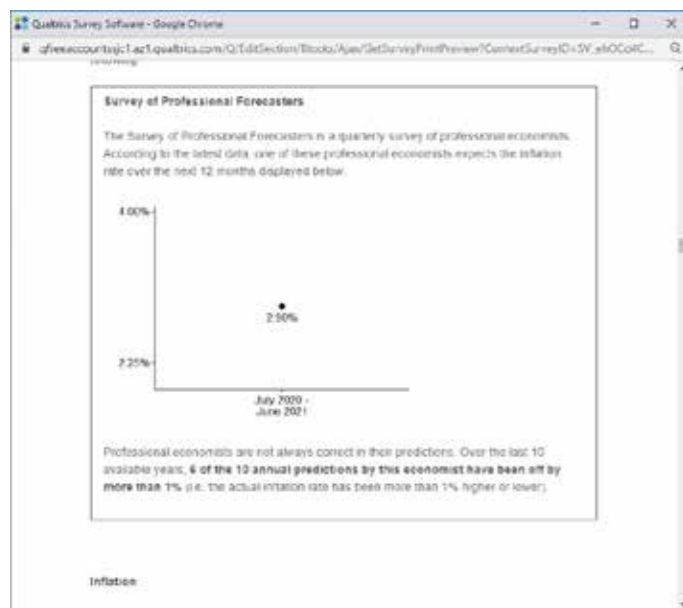 Qualtrics Survey Software - Google Chrome
following:
Survey of Professional Forecasters
The Survey of Professional Forecasters is a quarterly survey of professional economists.
According to the latest data, one of these professional economists expects the inflation
rate over the next 12 months displayed below.
4.00%
2.90%
2.25%
July 2020 -
June 2021
Professional economists are not always correct in their predictions. Over the last 10
available years, 6 of the 10 annual predictions by this economist have been off by
more than 1% (i.e. the actual inflation rate has been more than 1% higher or lower).
Inflation